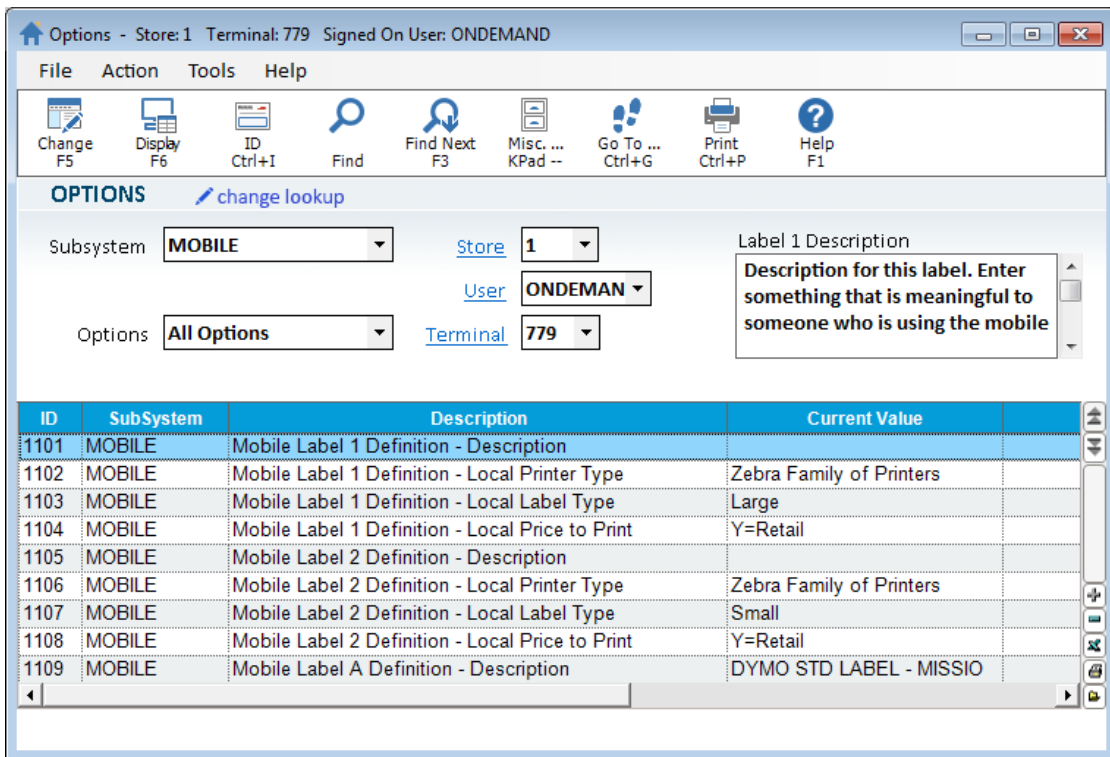 Options - Store: 1 Terminal: 779 Signed On User: ONDEMAND
File Action Tools Help
Change Display ID Find Find Next Misc. ... Go To ... Print Help
F5 F6 Ctrl+I F3 KPad -- Ctrl+G Ctrl+P F1
OPTIONS change lookup
Subsystem MOBILE Store 1 Label 1 Description
Description for this label. Enter
User ONDEMAN something that is meaningful to
Options All Options Terminal 779 someone who is using the mobile
ID SubSystem Description Current Value
1101 MOBILE Mobile Label 1 Definition - Description
1102 MOBILE Mobile Label 1 Definition - Local Printer Type Zebra Family of Printers
1103 MOBILE Mobile Label 1 Definition - Local Label Type Large
1104 MOBILE Mobile Label 1 Definition - Local Price to Print Y=Retail
1105 MOBILE Mobile Label 2 Definition - Description
1106 MOBILE Mobile Label 2 Definition - Local Printer Type Zebra Family of Printers
1107 MOBILE Mobile Label 2 Definition - Local Label Type Small
1108 MOBILE Mobile Label 2 Definition - Local Price to Print Y=Retail
1109 MOBILE Mobile Label A Definition - Description DYMO STD LABEL - MISSIO